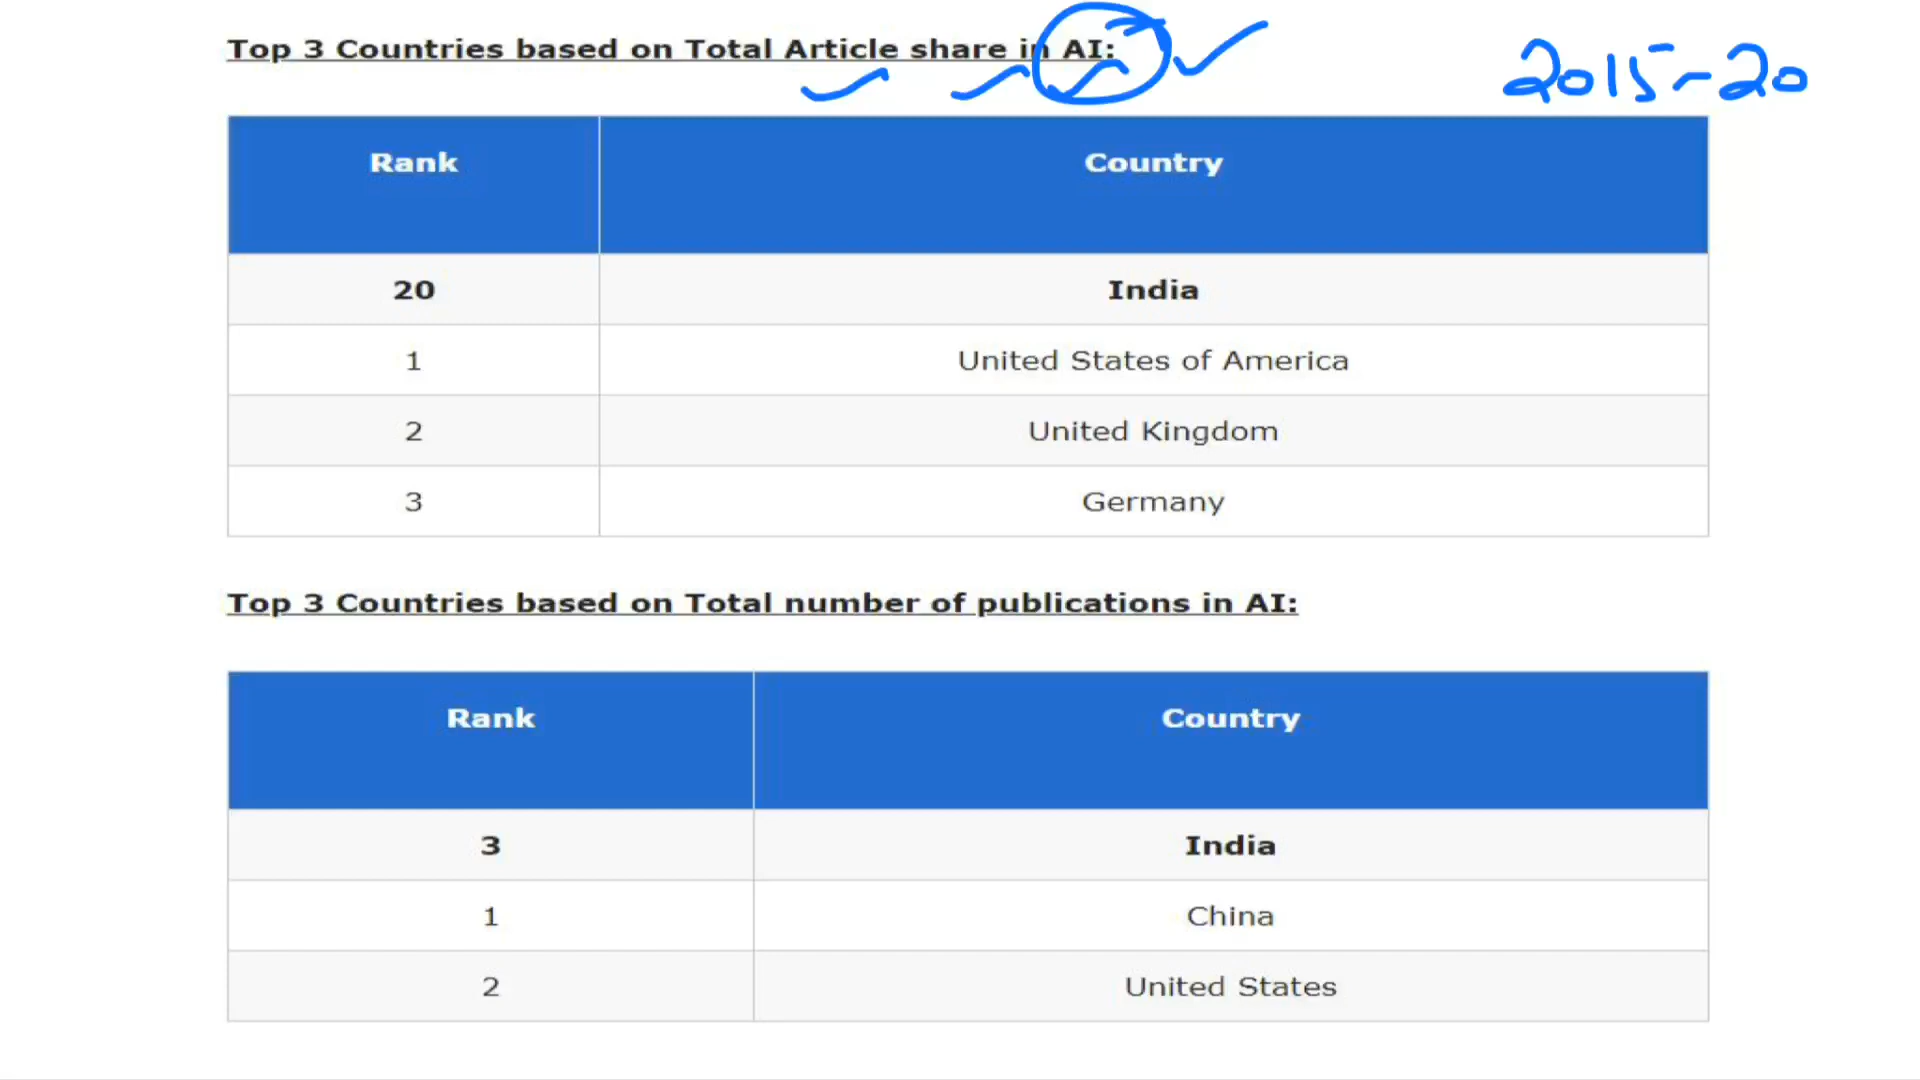 Top 3 Countries based on Total Article share in AI:
2015-20
Rank Country
20 India
1 United States of America
2 United Kingdom
3 Germany
Top 3 Countries based on Total number of publications in AI:
Rank Country
3 India
1 China
2 United States